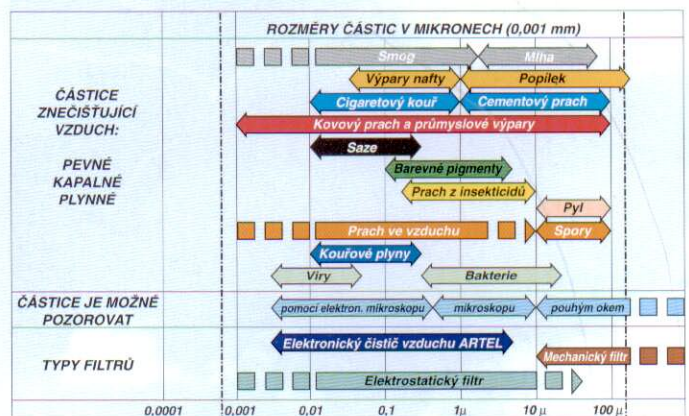 ROZMĚRY ČÁSTIC V MIKRONECH (0,001 mm)
ČÁSTICE
ZNEČIŠŤUJÍCÍ
VZDUCH:
PEVNÉ
KAPALNÉ
PLYNNÉ
Smog
Mlha
Výpary nafty
Popílek
Cigaretový kouř
Cementový prach
Kovový prach a průmyslové výpary
Saze
Barevné pigmenty
Prach z insekticidů
Pyl
Prach ve vzduchu
Spory
Kouřové plyny
Viry
Bakterie
ČÁSTICE JE MOŽNÉ
POZOROVAT
pomocí elektron. mikroskopu
mikroskopu
pouhým okem
TYPY FILTRŮ
Elektronický čistič vzduchu ARTEL
Mechanický filtr
Elektrostatický filtr
0.0001
0,001
0,01
0,1
1μ
10 μ
100 μ